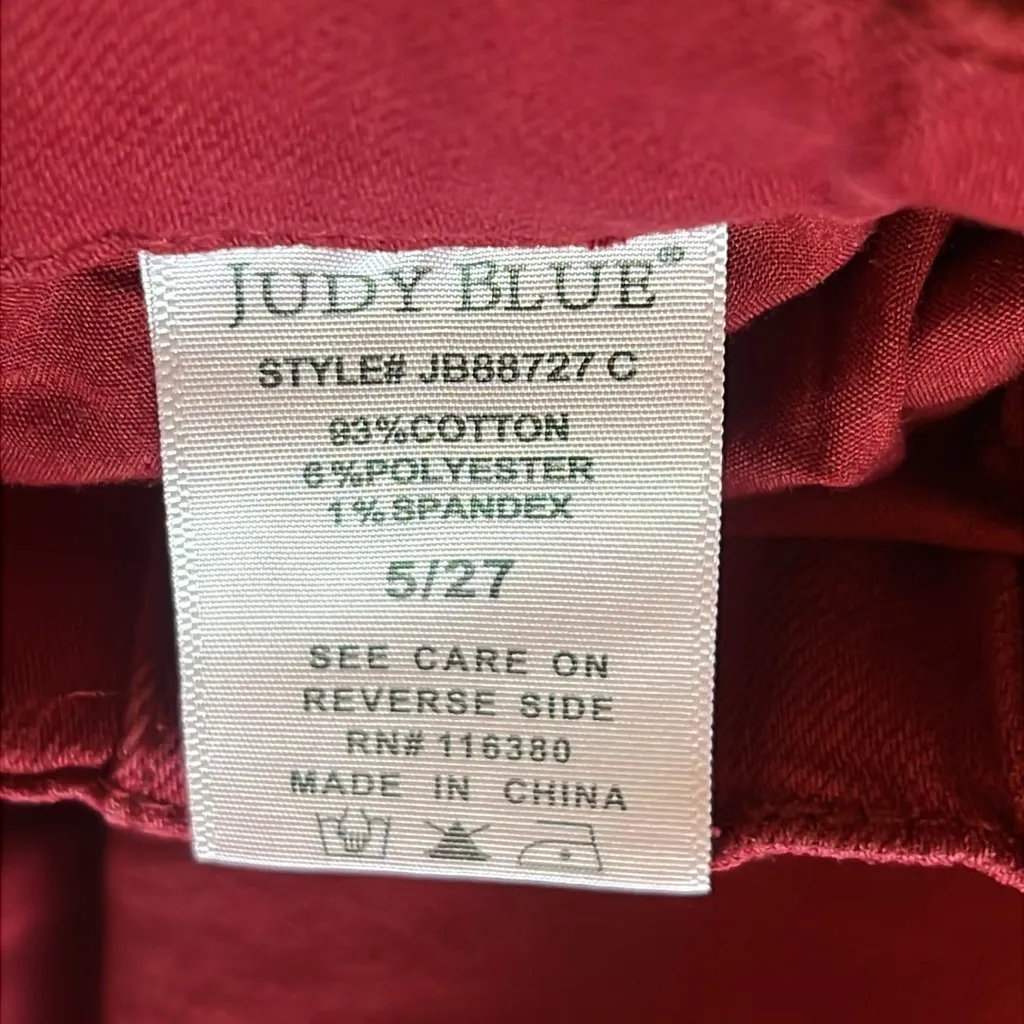 JUDY BLUE®
STYLE# JB88727 C
93%COTTON
6%POLYESTER
1%SPANDEX
5/27
SEE CARE ON
REVERSE SIDE
RN# 116380
MADE IN CHINA